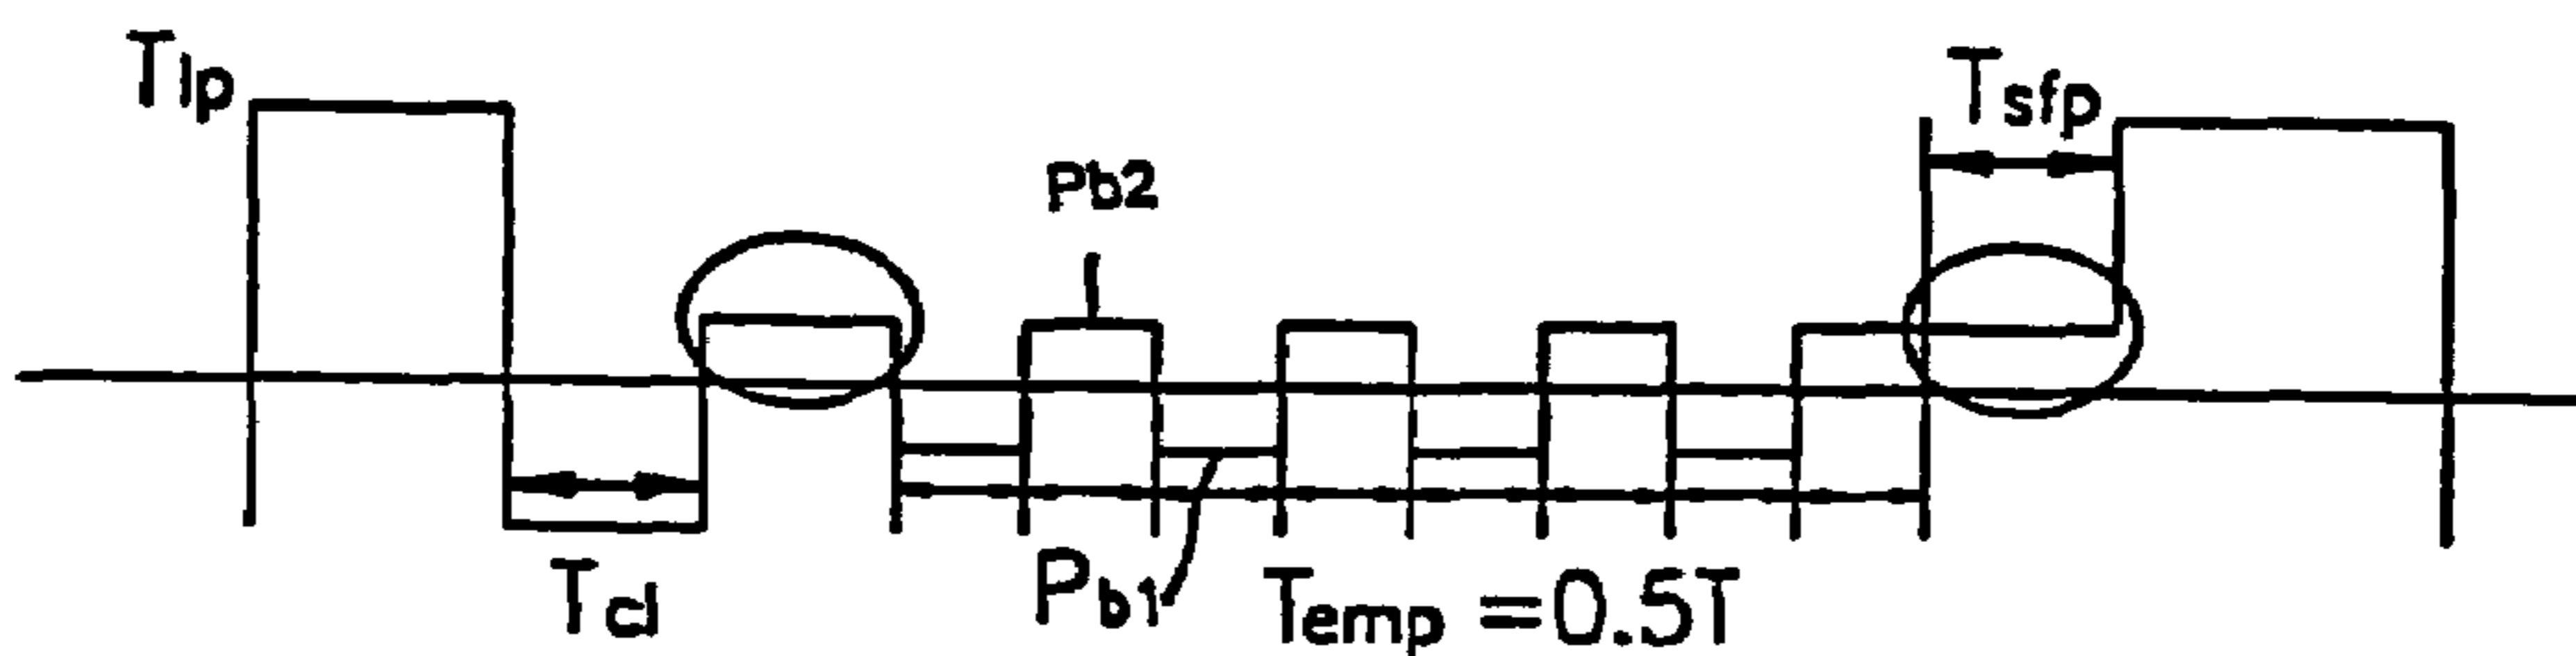 Tlp
Tsfp
Pb2
Tcl
Pb1
Temp =0.5T